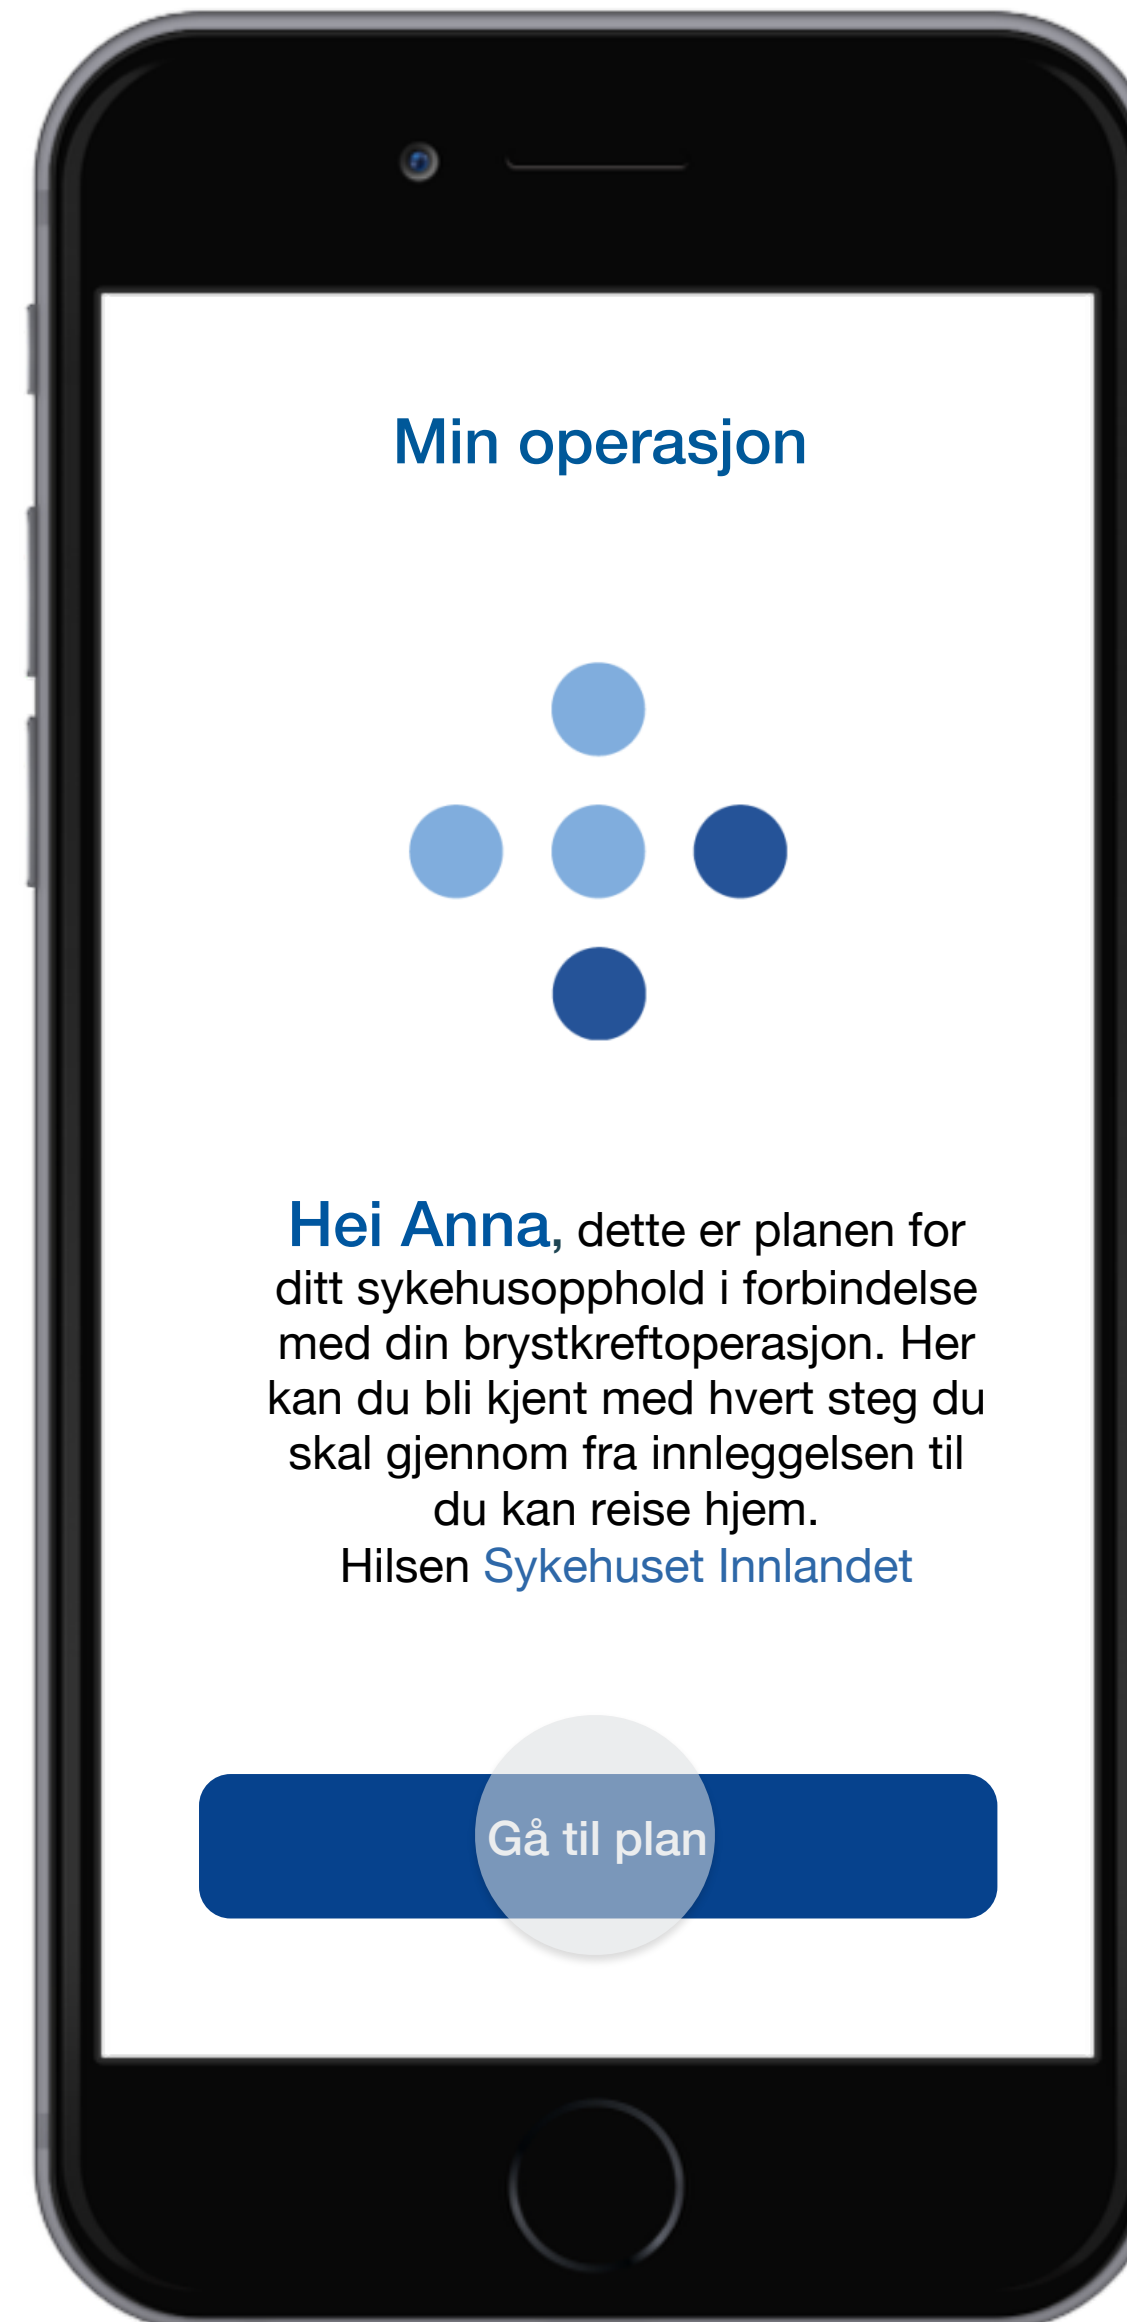 Min operasjon
Hei Anna, dette er planen for
ditt sykehusopphold i forbindelse
med din brystkreftoperasjon. Her
kan du bli kjent med hvert steg du
skal gjennom fra innleggelsen til
du kan reise hjem.
Hilsen Sykehuset Innlandet
Gå til plan